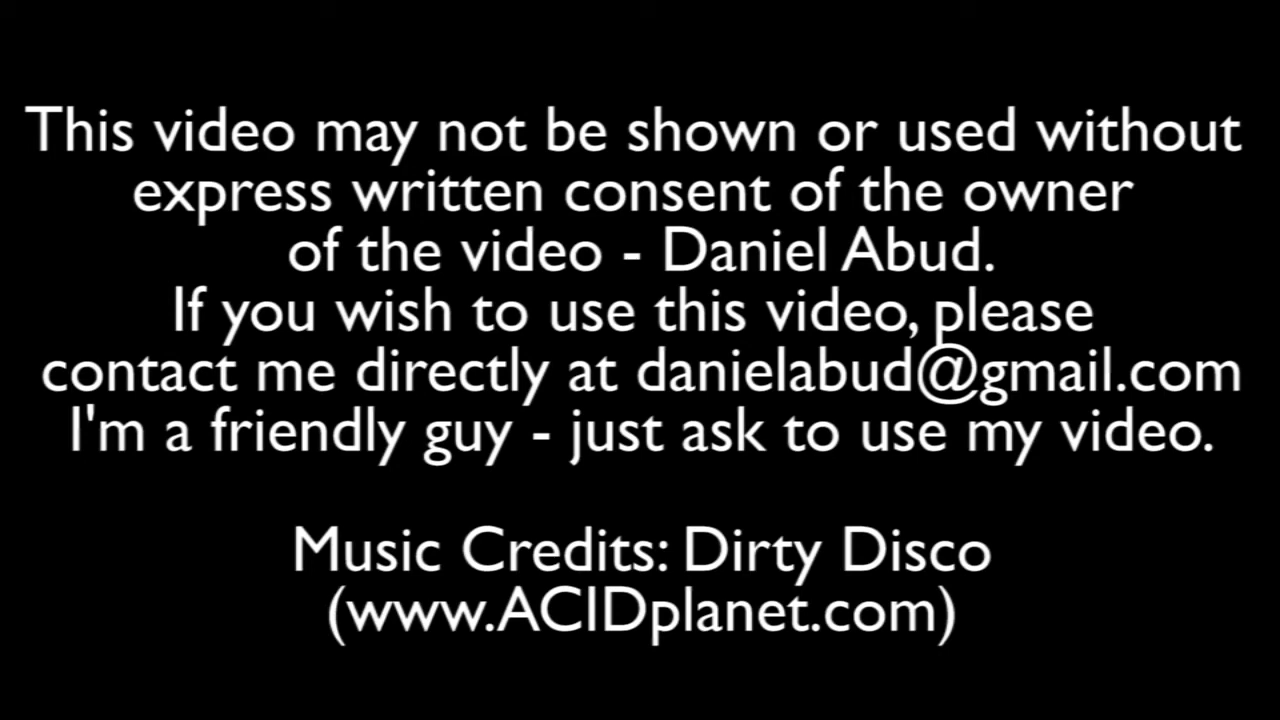 This video may not be shown or used without
express written consent of the owner
of the video - Daniel Abud.
If you wish to use this video, please
contact me directly at danielabud@gmail.com
I'm a friendly guy - just ask to use my video.
Music Credits: Dirty Disco
(www.ACIDplanet.com)